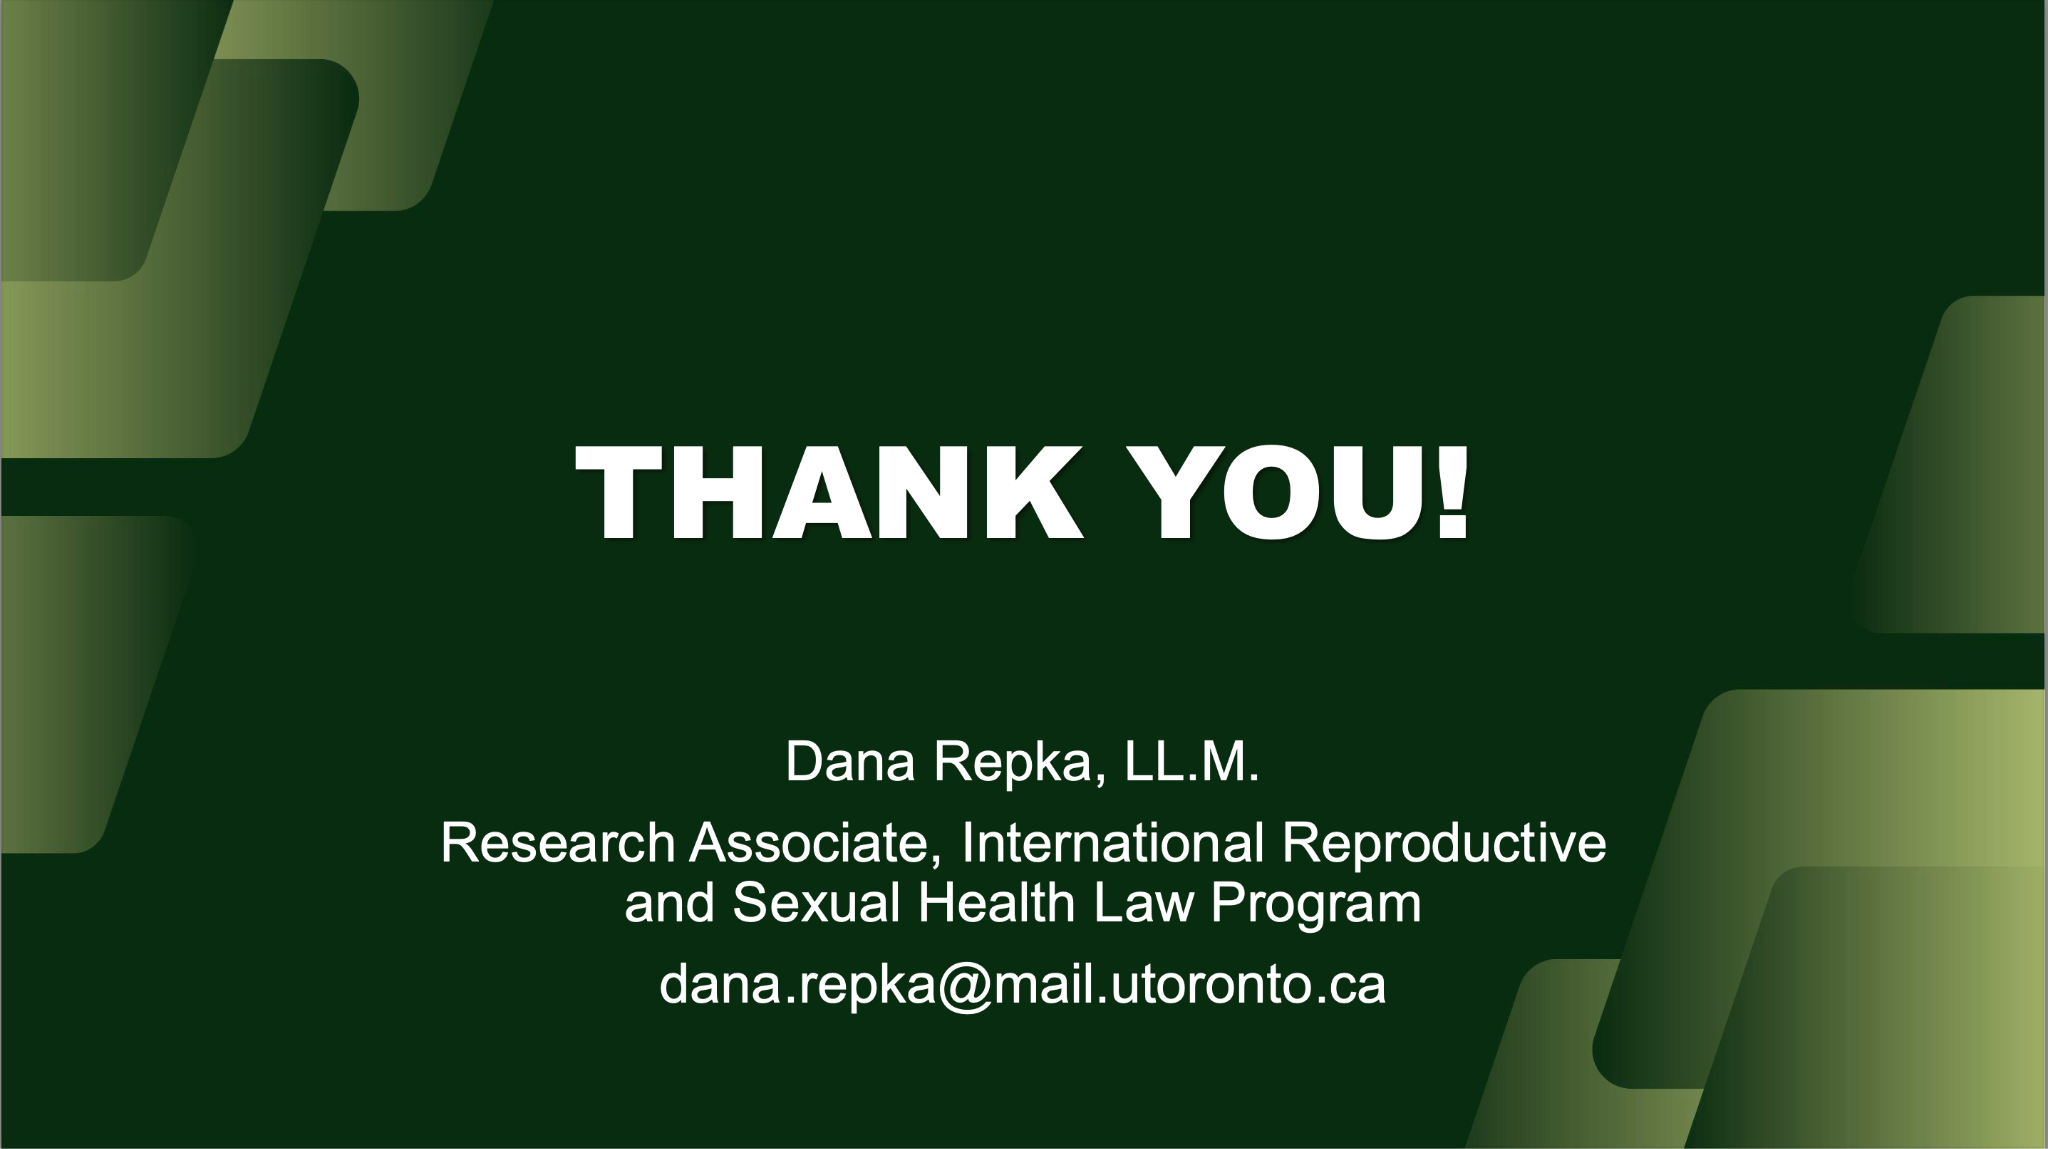 THANK YOU!
Dana Repka, LL.M.
Research Associate, International Reproductive
and Sexual Health Law Program
dana.repka@mail.utoronto.ca